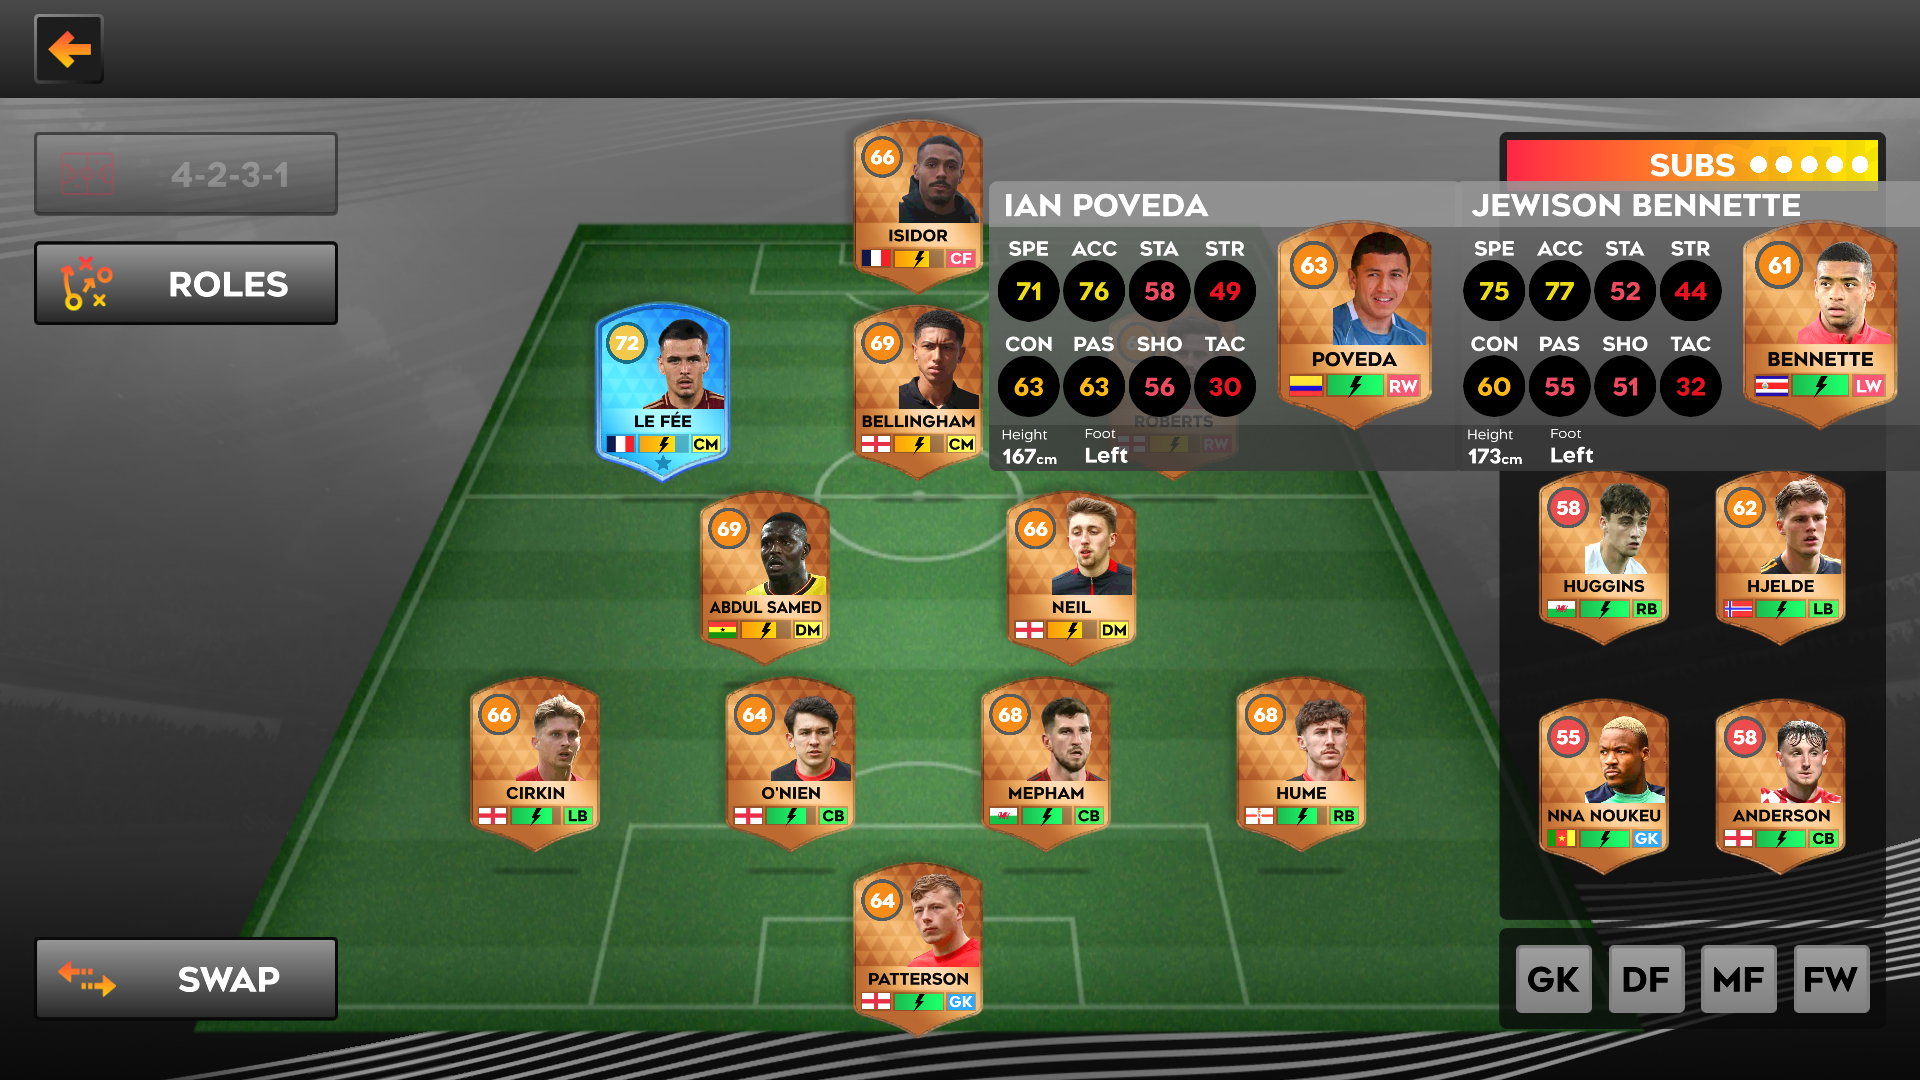 4-2-3-1
ROLES
SWAP
66
ISIDOR
CF
72
LE FÉE
CM
69
BELLINGHAM
CM
ROBERTS
RW
69
ABDUL SAMED
DM
66
NEIL
DM
66
CIRKIN
LB
64
O'NIEN
CB
68
MEPHAM
CB
68
HUME
RB
64
PATTERSON
GK
SUBS
IAN POVEDA
SPE ACC STA STR
71 76 58 49
CON PAS SHO TAC
63 63 56 30
Height Foot
167cm Left
63
POVEDA
RW
JEWISON BENNETTE
SPE ACC STA STR
75 77 52 44
CON PAS SHO TAC
60 55 51 32
Height Foot
173cm Left
61
BENNETTE
LW
58
HUGGINS
RB
62
HJELDE
LB
55
NNA NOUKEU
GK
58
ANDERSON
CB
GK DF MF FW